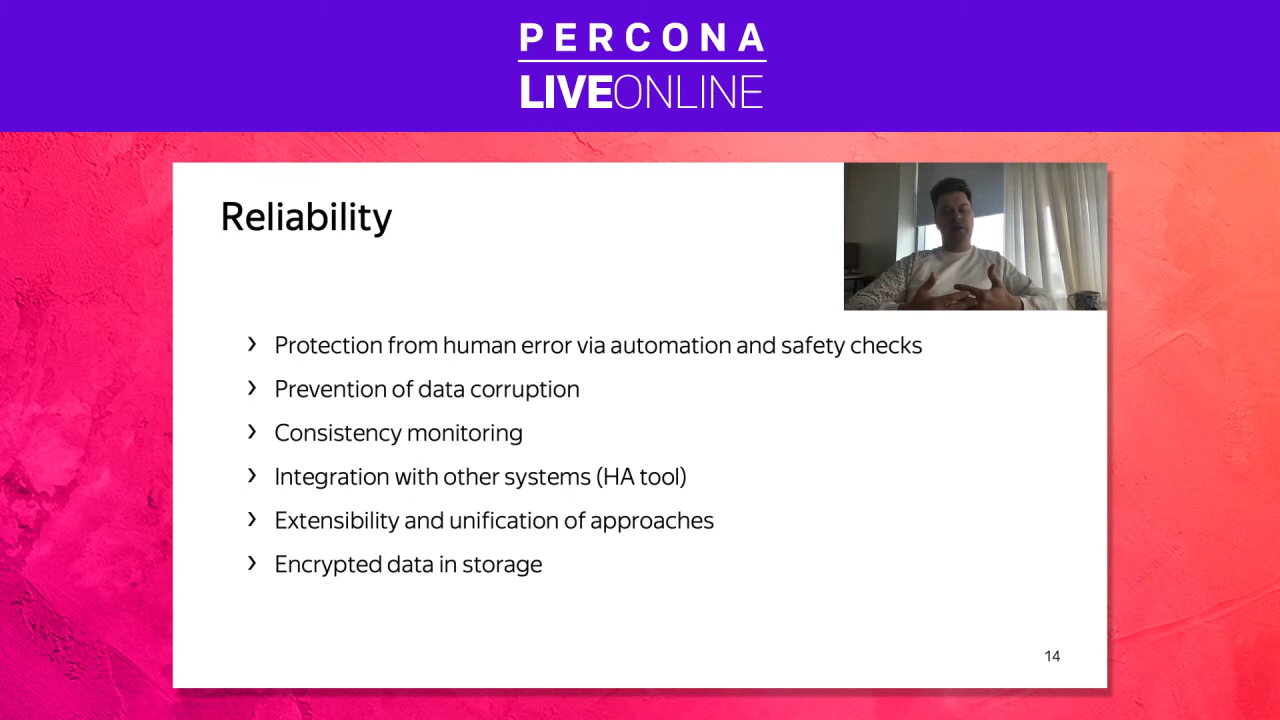 PERCONA
LIVEONLINE
Reliability
› Protection from human error via automation and safety checks
› Prevention of data corruption
› Consistency monitoring
› Integration with other systems (HA tool)
› Extensibility and unification of approaches
› Encrypted data in storage
14